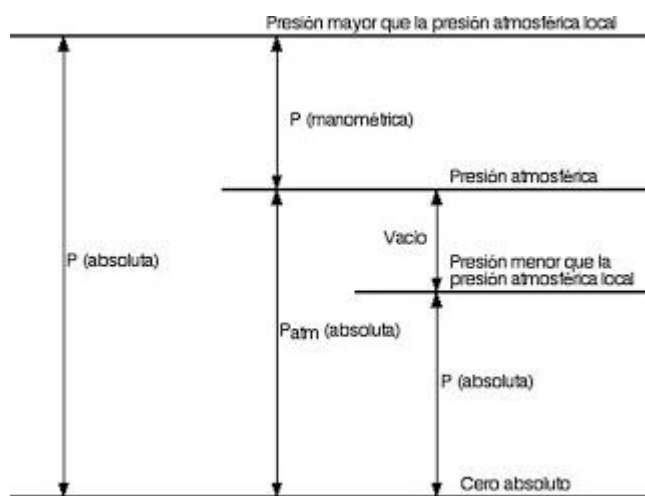 Presión mayor que la presión atmosférica local
P (manométrica)
Presión atmosférica
Vacío
P (absoluta)
Presión menor que la
presión atmosférica local
Patm (absoluta)
P (absoluta)
Cero absoluto